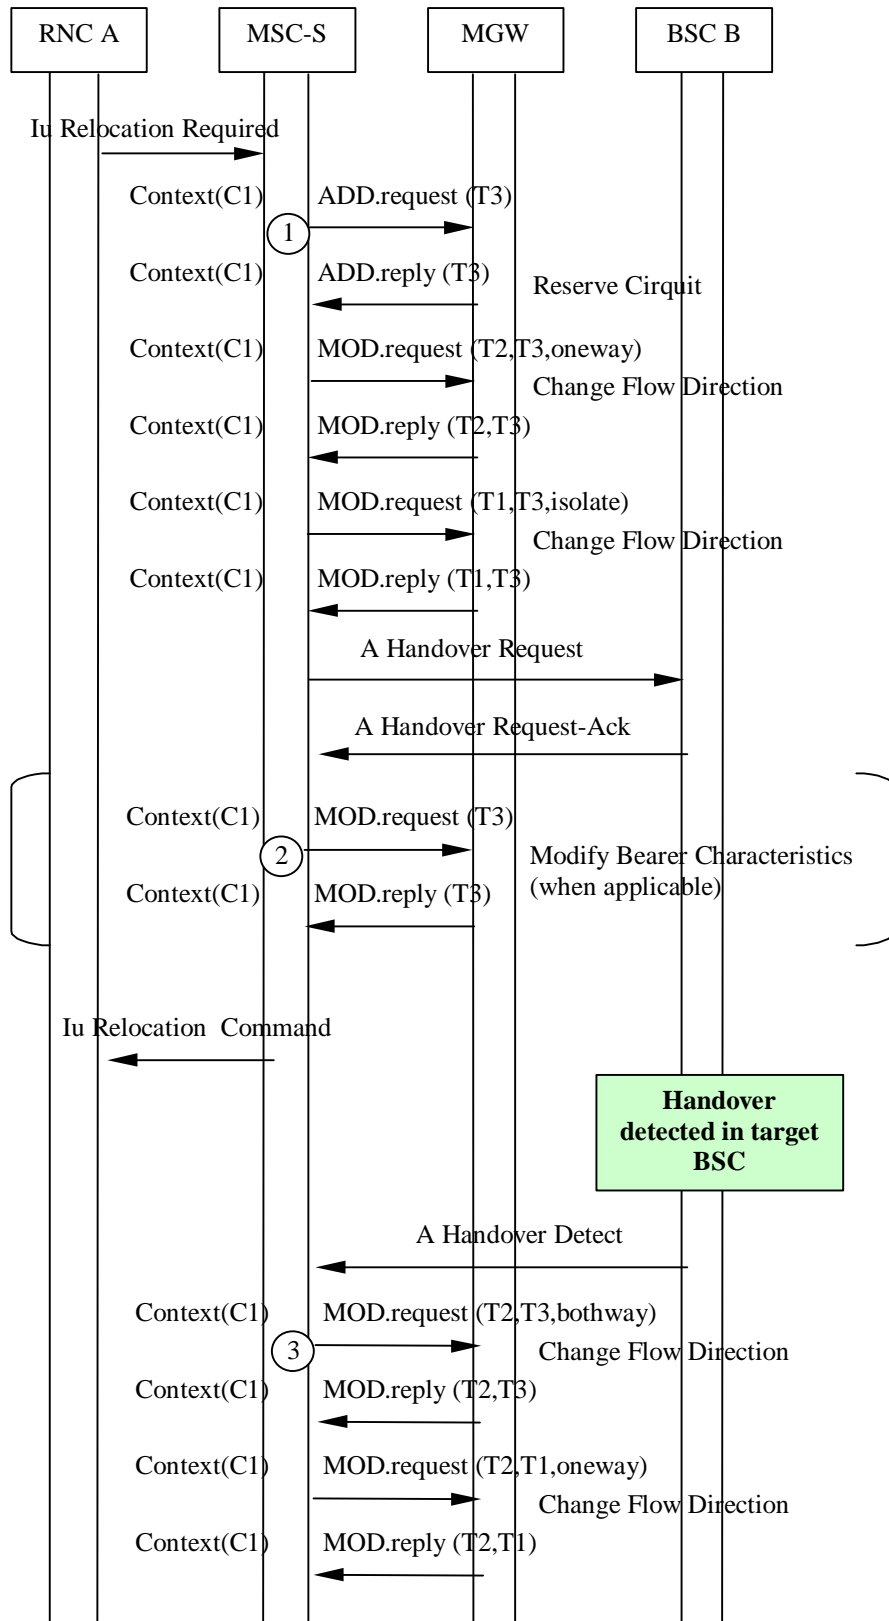 RNC A MSC-S MGW BSC B
Iu Relocation Required
Context(C1) ADD.request (T3)
1
Context(C1) ADD.reply (T3)
Reserve Cirquit
Context(C1) MOD.request (T2,T3,oneway)
Change Flow Direction
Context(C1) MOD.reply (T2,T3)
Context(C1) MOD.request (T1,T3,isolate)
Change Flow Direction
Context(C1) MOD.reply (T1,T3)
A Handover Request
A Handover Request-Ack
Context(C1) MOD.request (T3)
2
Modify Bearer Characteristics
(when applicable)
Context(C1) MOD.reply (T3)
Iu Relocation Command
Handover
detected in target
BSC
A Handover Detect
Context(C1) MOD.request (T2,T3,bothway)
3
Change Flow Direction
Context(C1) MOD.reply (T2,T3)
Context(C1) MOD.request (T2,T1,oneway)
Change Flow Direction
Context(C1) MOD.reply (T2,T1)